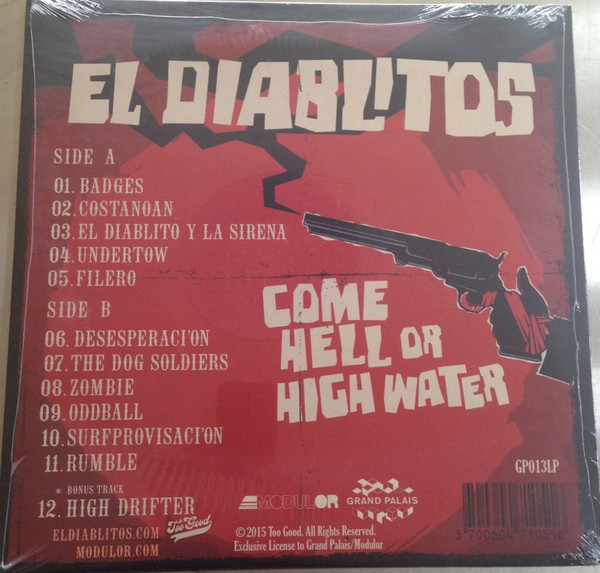 EL DIABLITOS
SIDE A
01. BADGES
02. COSTANOAN
03. EL DIABLITO Y LA SIRENA
04. UNDERTOW
05. FILERO
SIDE B
06. DESESPERACI'ON
07. THE DOG SOLDIERS
08. ZOMBIE
09. ODDBALL
10. SURFPROVISACI'ON
11. RUMBLE
* BONUS TRACK
12. HIGH DRIFTER
COME
HELL OR
HIGH WATER
GP013LP
ELDIABLITOS.COM
MODULOR.COM
Too Good
MODULOR
GRAND PALAIS
© 2015 Too Good. All Rights Reserved.
Exclusive License to Grand Palais/Modulor